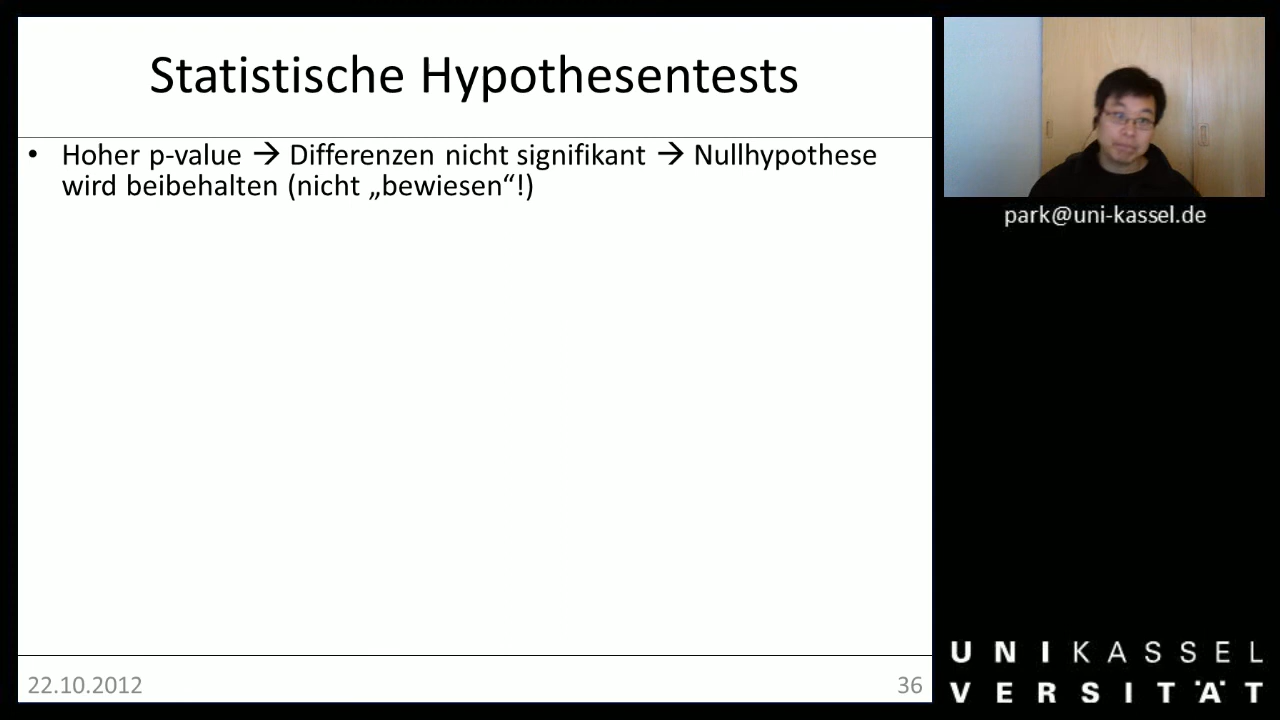 Statistische Hypothesentests
• Hoher p-value → Differenzen nicht signifikant → Nullhypothese
wird beibehalten (nicht „bewiesen“!)
22.10.2012
36
park@uni-kassel.de
UNIKASSEL
VERSITÄT